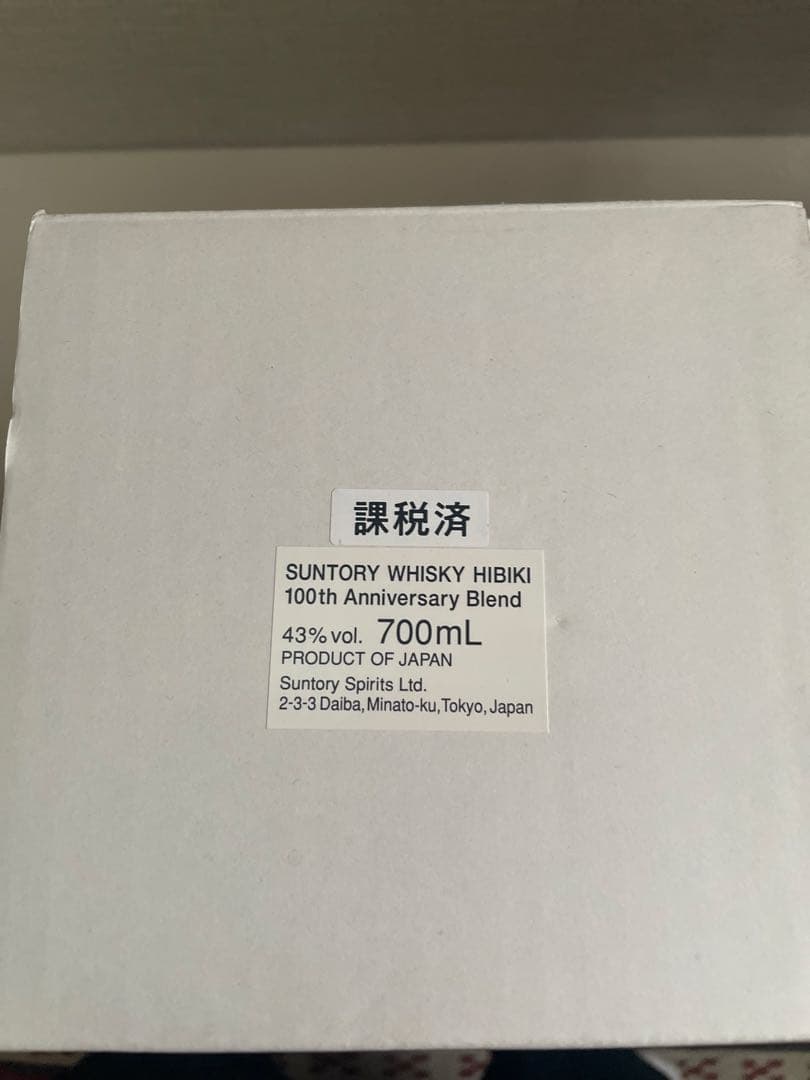 課税済
SUNTORY WHISKY HIBIKI
100th Anniversary Blend
43% vol. 700mL
PRODUCT OF JAPAN
Suntory Spirits Ltd.
2-3-3 Daiba, Minato-ku, Tokyo, Japan